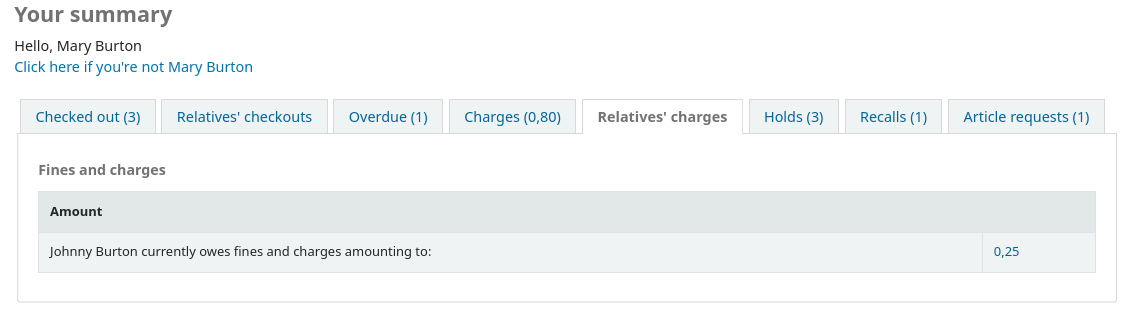 Your summary
Hello, Mary Burton
Click here if you're not Mary Burton
Checked out (3) Relatives' checkouts Overdue (1) Charges (0,80) Relatives' charges Holds (3) Recalls (1) Article requests (1)
Fines and charges
Amount
Johnny Burton currently owes fines and charges amounting to: 0,25